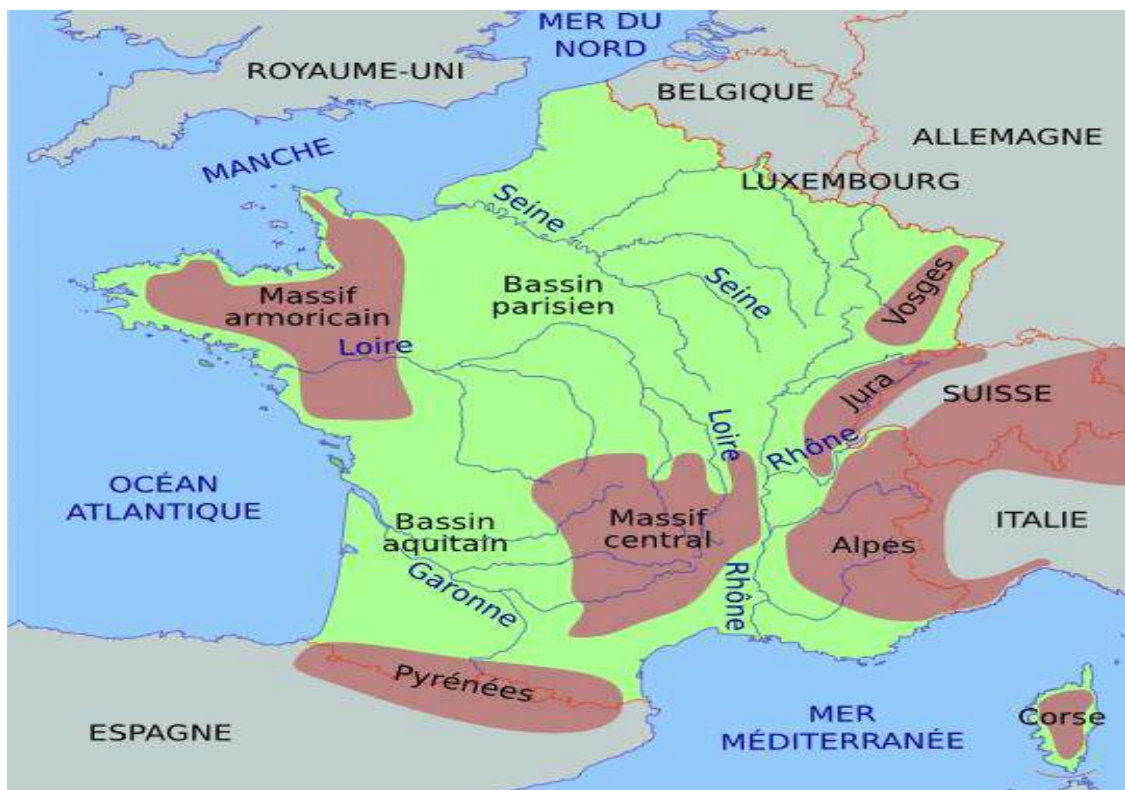 MER DU
NORD
ROYAUME-UNI
BELGIQUE
ALLEMAGNE
MANCHE
LUXEMBOURG
Seine
Seine
Vosges
Bassin
parisien
Massif
armoricain
Loire
Jura
SUISSE
Loire
Rhône
OCÉAN
ATLANTIQUE
Bassin
aquitain
Massif
central
ITALIE
Alpes
Garonne
Rhône
Pyrénées
Corse
ESPAGNE
MER
MÉDITERRANÉE